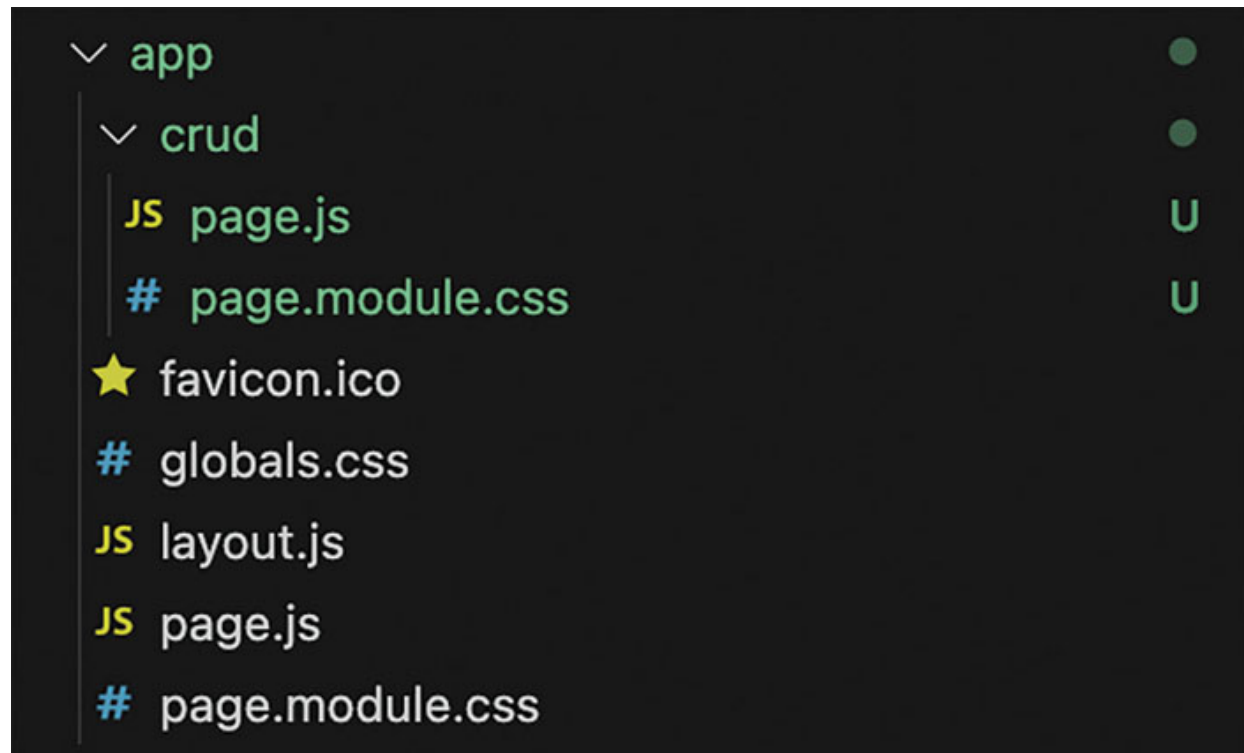 app
crud
JS page.js U
# page.module.css U
favicon.ico
# globals.css
JS layout.js
JS page.js
# page.module.css